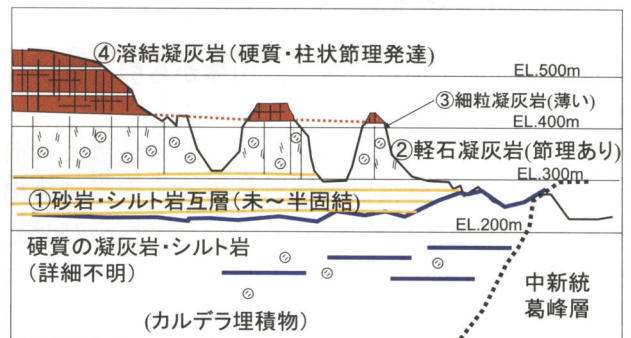 ④溶結凝灰岩(硬質・柱状節理発達)
EL.500m
③細粒凝灰岩(薄い)
EL.400m
②軽石凝灰岩(節理あり)
EL.300m
①砂岩・シルト岩互層(未～半固結)
EL.200m
硬質の凝灰岩・シルト岩
(詳細不明)
中新統
葛峰層
(カルデラ埋積物)